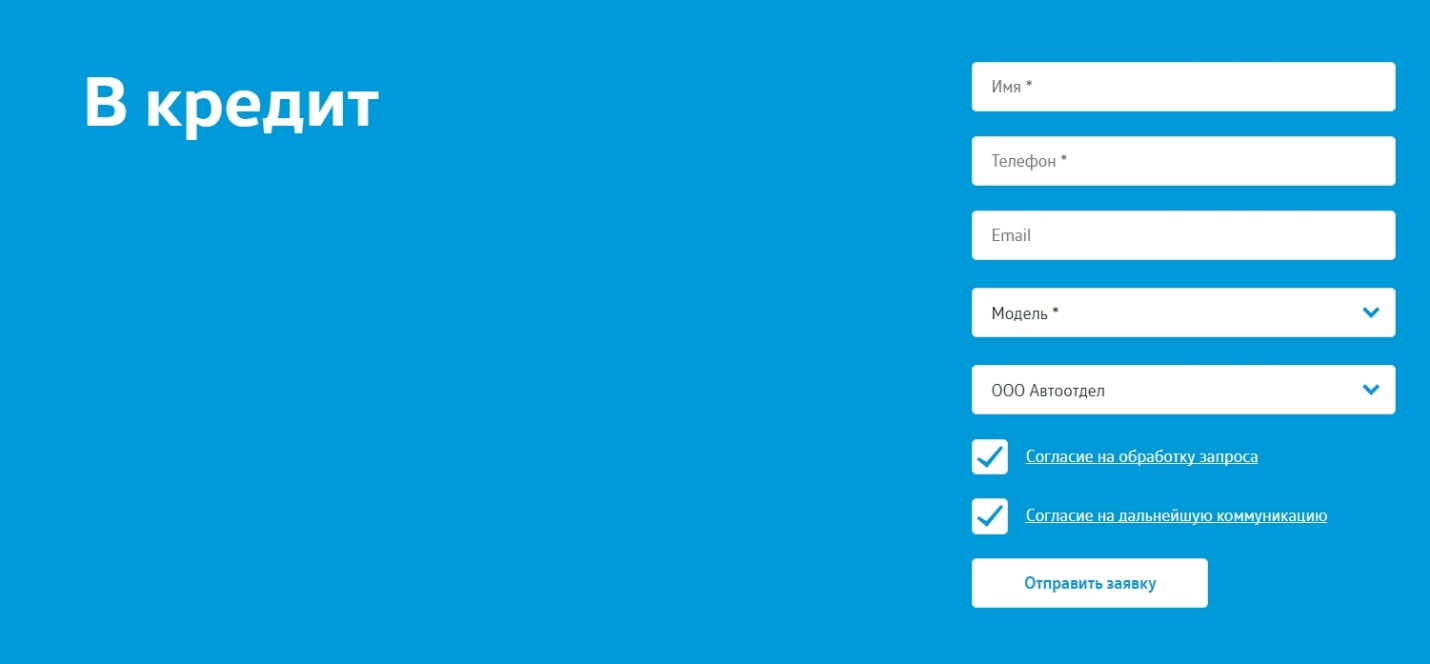 В кредит
Имя *
Телефон *
Email
Модель *
ООО Автоотдел
Согласие на обработку запроса
Согласие на дальнейшую коммуникацию
Отправить заявку